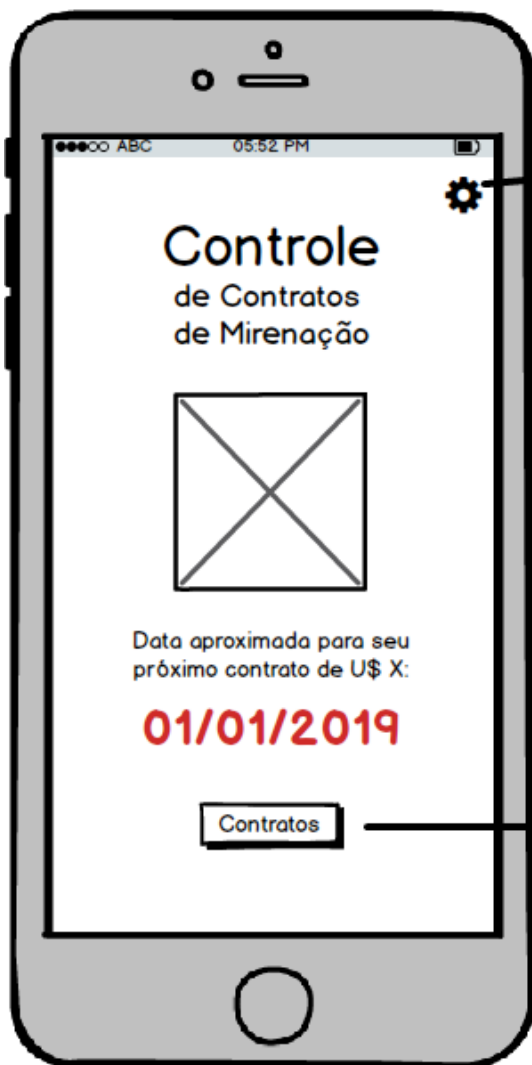 ABC 05:52 PM
Controle
de Contratos
de Mirenação
Data aproximada para seu
próximo contrato de U$ X:
01/01/2019
Contratos